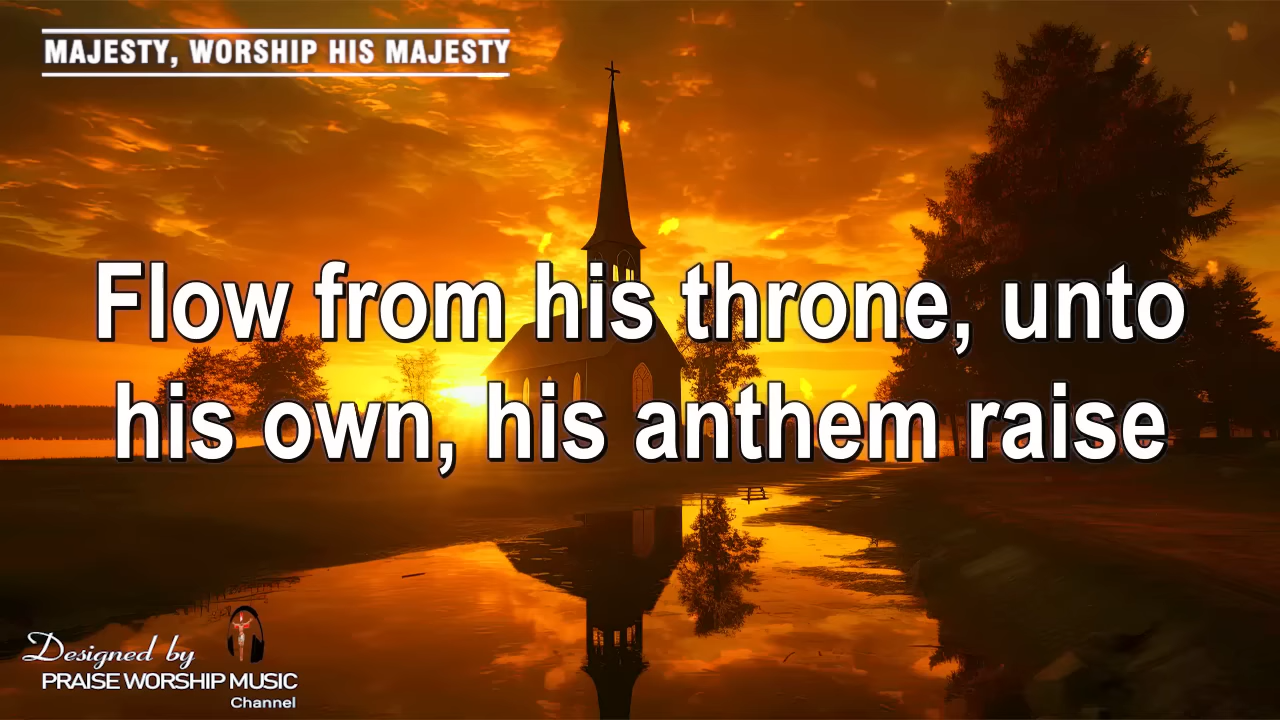 MAJESTY, WORSHIP HIS MAJESTY
Flow from his throne, unto
his own, his anthem raise
Designed by
PRAISE WORSHIP MUSIC
Channel